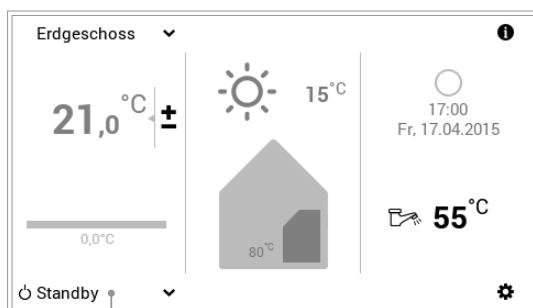 Erdgeschoss
21,0 °C ±
0,0°C
Standby
15°C
80°C
17:00
Fr, 17.04.2015
55°C